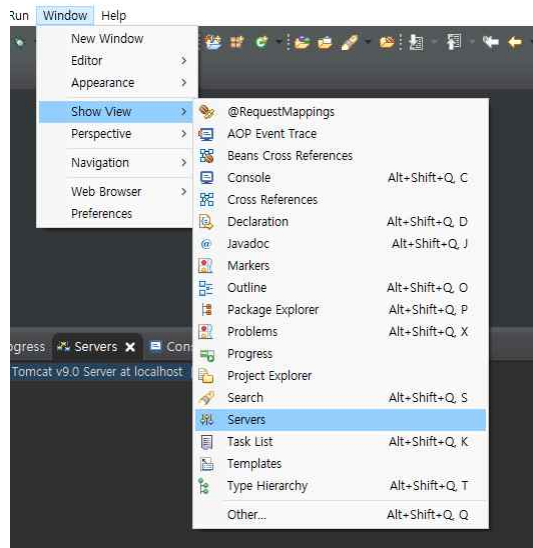 Run Window Help
New Window
Editor
Appearance
Show View
Perspective
Navigation
Web Browser
Preferences
@RequestMappings
AOP Event Trace
Beans Cross References
Console Alt+Shift+Q, C
Cross References
Declaration Alt+Shift+Q, D
Javadoc Alt+Shift+Q, J
Markers
Outline Alt+Shift+Q, O
Package Explorer Alt+Shift+Q, P
Problems Alt+Shift+Q, X
Progress
Project Explorer
Search Alt+Shift+Q, S
Servers
Task List Alt+Shift+Q, K
Templates
Type Hierarchy Alt+Shift+Q, T
Other... Alt+Shift+Q, Q
ogress Servers Con
Tomcat v9.0 Server at localhost